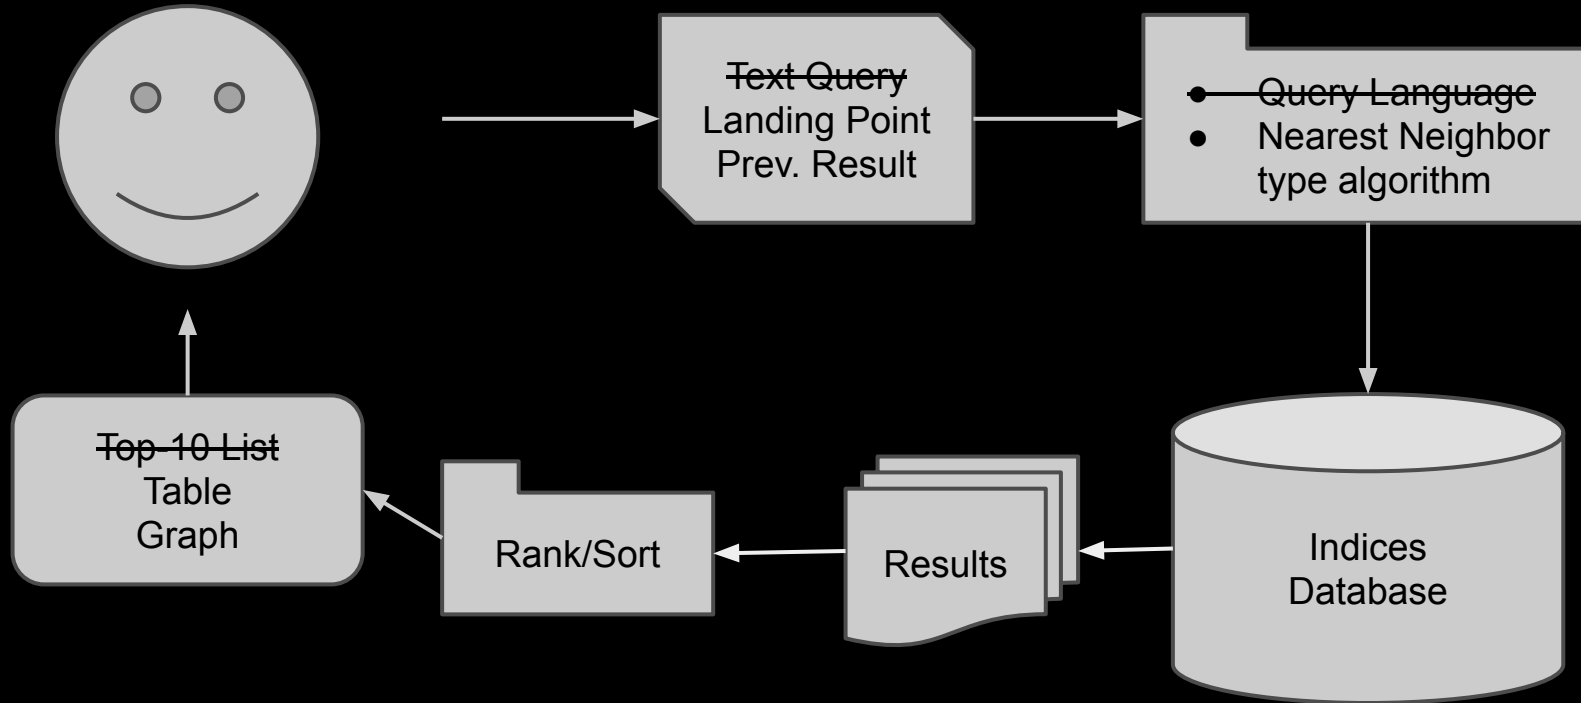 Text Query
Landing Point
Prev. Result
● Query Language
● Nearest Neighbor
type algorithm
Indices
Database
Results
Rank/Sort
Top-10 List
Table
Graph